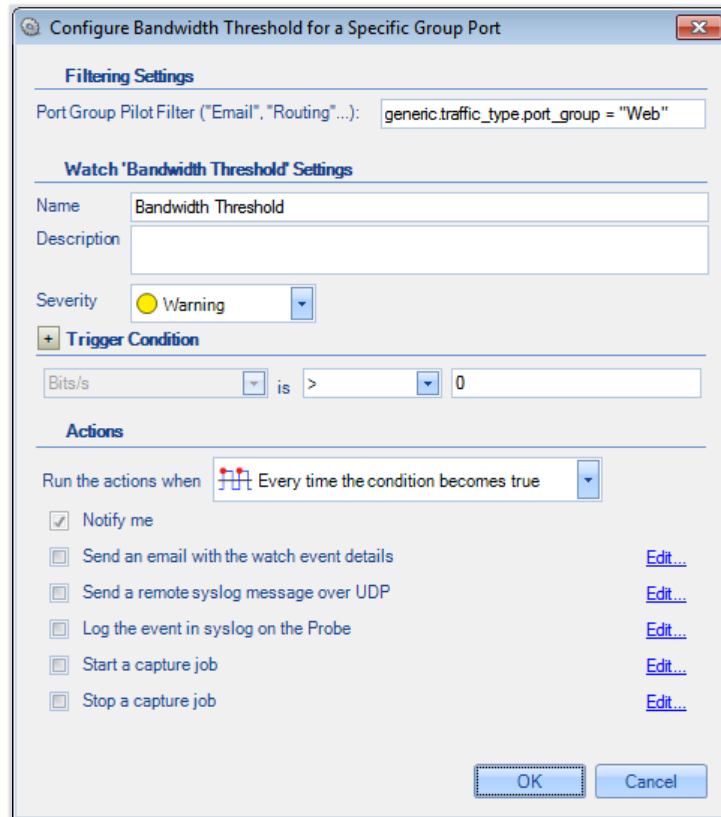 Configure Bandwidth Threshold for a Specific Group Port
Filtering Settings
Port Group Pilot Filter ("Email", "Routing"...): generic.traffic_type.port_group = "Web"
Watch 'Bandwidth Threshold' Settings
Name Bandwidth Threshold
Description
Severity Warning
+ Trigger Condition
Bits/s is > 0
Actions
Run the actions when Every time the condition becomes true
Notify me
Send an email with the watch event details Edit...
Send a remote syslog message over UDP Edit...
Log the event in syslog on the Probe Edit...
Start a capture job Edit...
Stop a capture job Edit...
OK Cancel